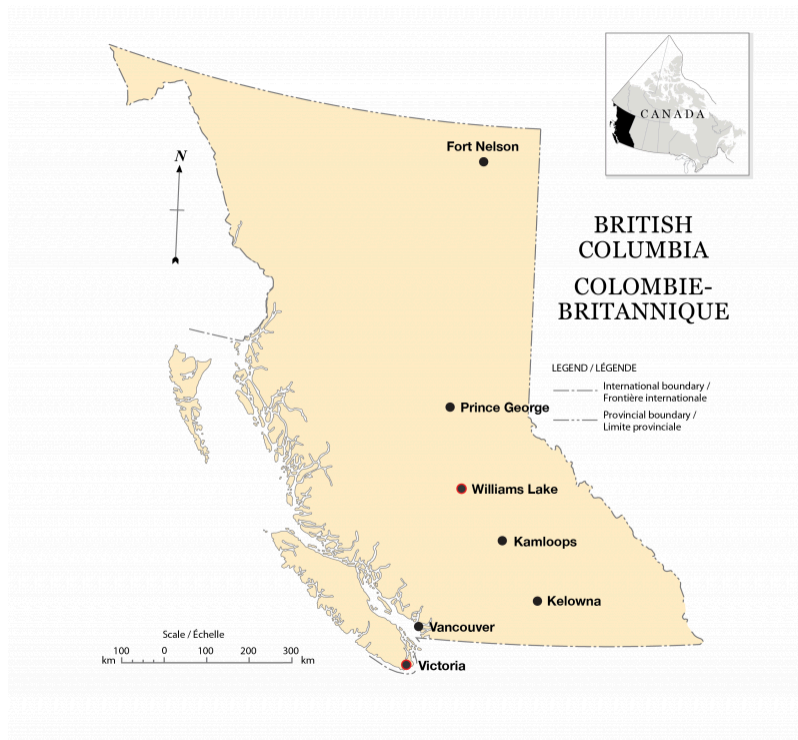 Fort Nelson
N
CANADA
BRITISH
COLUMBIA
COLOMBIE-
BRITANNIQUE
LEGEND / LÉGENDE
International boundary /
Frontière internationale
Provincial boundary /
Limite provinciale
Prince George
Williams Lake
Kamloops
Kelowna
Vancouver
Victoria
Scale / Échelle
km 100 0 100 200 300 km